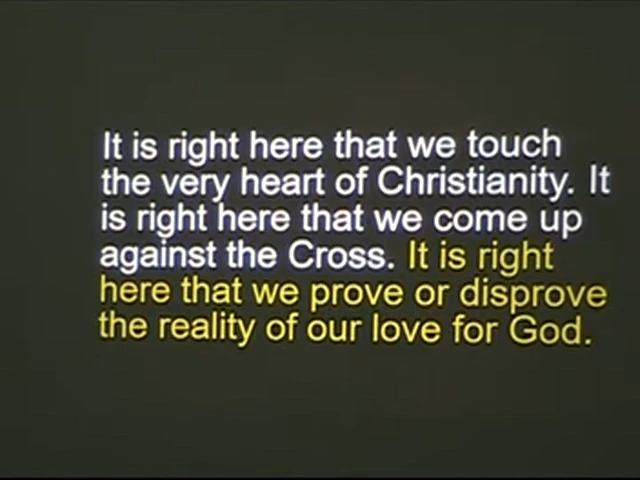 It is right here that we touch
the very heart of Christianity. It
is right here that we come up
against the Cross. It is right
here that we prove or disprove
the reality of our love for God.